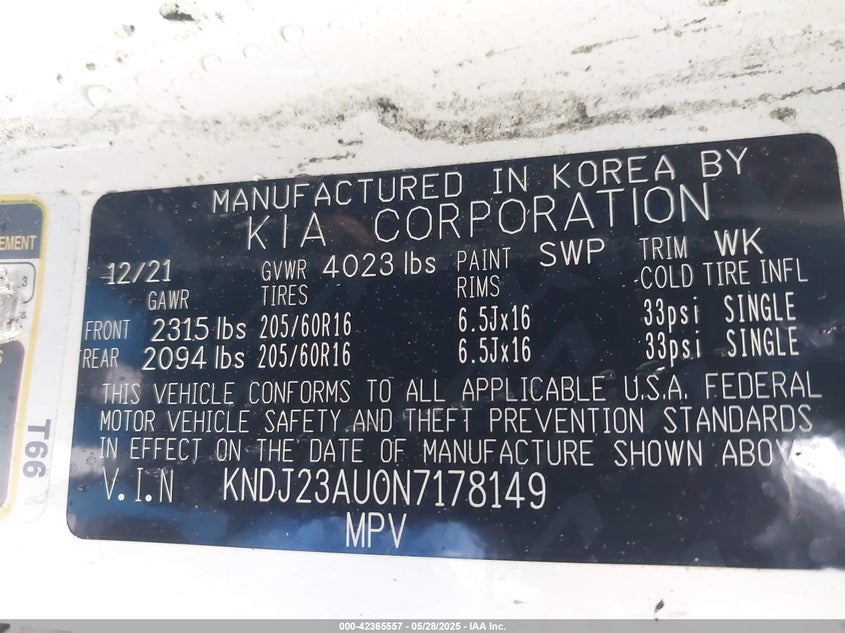 MANUFACTURED IN KOREA BY
KIA CORPORATION
12/21 GVWR 4023 lbs PAINT SWP TRIM WK
GAWR TIRES RIMS COLD TIRE INFL
FRONT 2315 lbs 205/60R16 6.5Jx16 33psi SINGLE
REAR 2094 lbs 205/60R16 6.5Jx16 33psi SINGLE
THIS VEHICLE CONFORMS TO ALL APPLICABLE U.S.A. FEDERAL
MOTOR VEHICLE SAFETY AND THEFT PREVENTION STANDARDS
IN EFFECT ON THE DATE OF MANUFACTURE SHOWN ABOV
V.I.N KNDJ23AU0N7178149
MPV
EMENT
3
S
T66
000-42365557 - 05/28/2025 - IAA Inc.